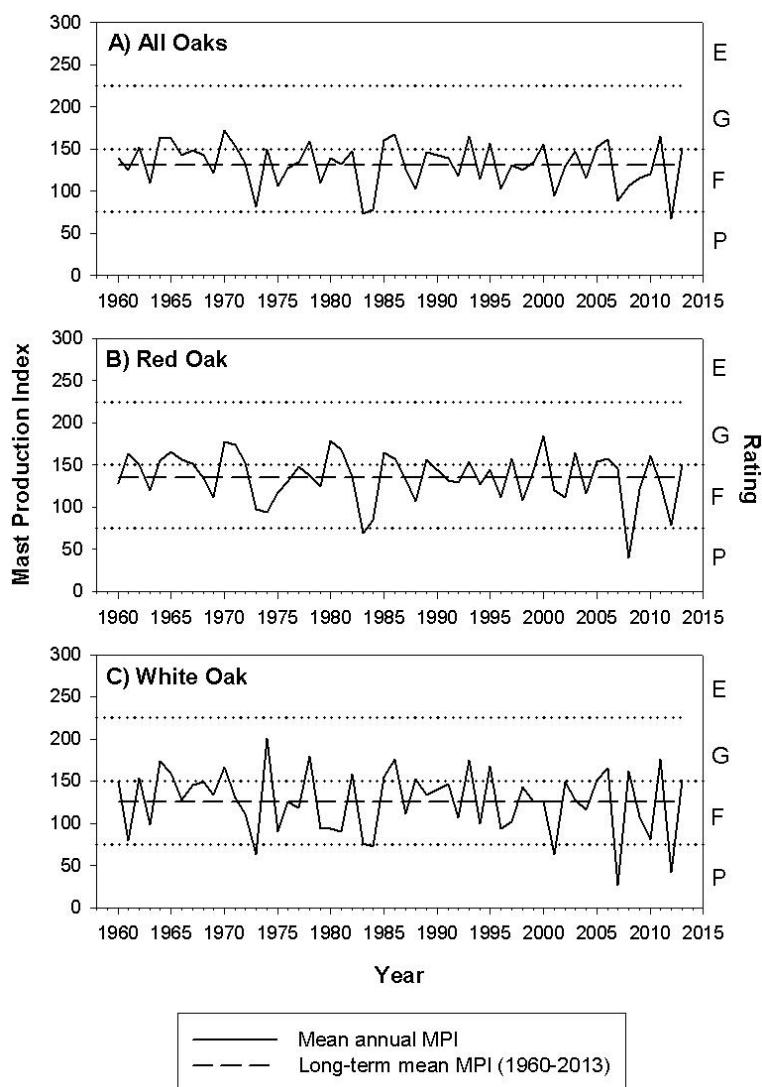 A) All Oaks
300
250
200
150
100
50
0
E
G
F
P
1960 1965 1970 1975 1980 1985 1990 1995 2000 2005 2010 2015
Mast Production Index
B) Red Oak
300
250
200
150
100
50
0
E
G
F
P
Rating
1960 1965 1970 1975 1980 1985 1990 1995 2000 2005 2010 2015
C) White Oak
300
250
200
150
100
50
0
E
G
F
P
1960 1965 1970 1975 1980 1985 1990 1995 2000 2005 2010 2015
Year
Mean annual MPI
Long-term mean MPI (1960-2013)